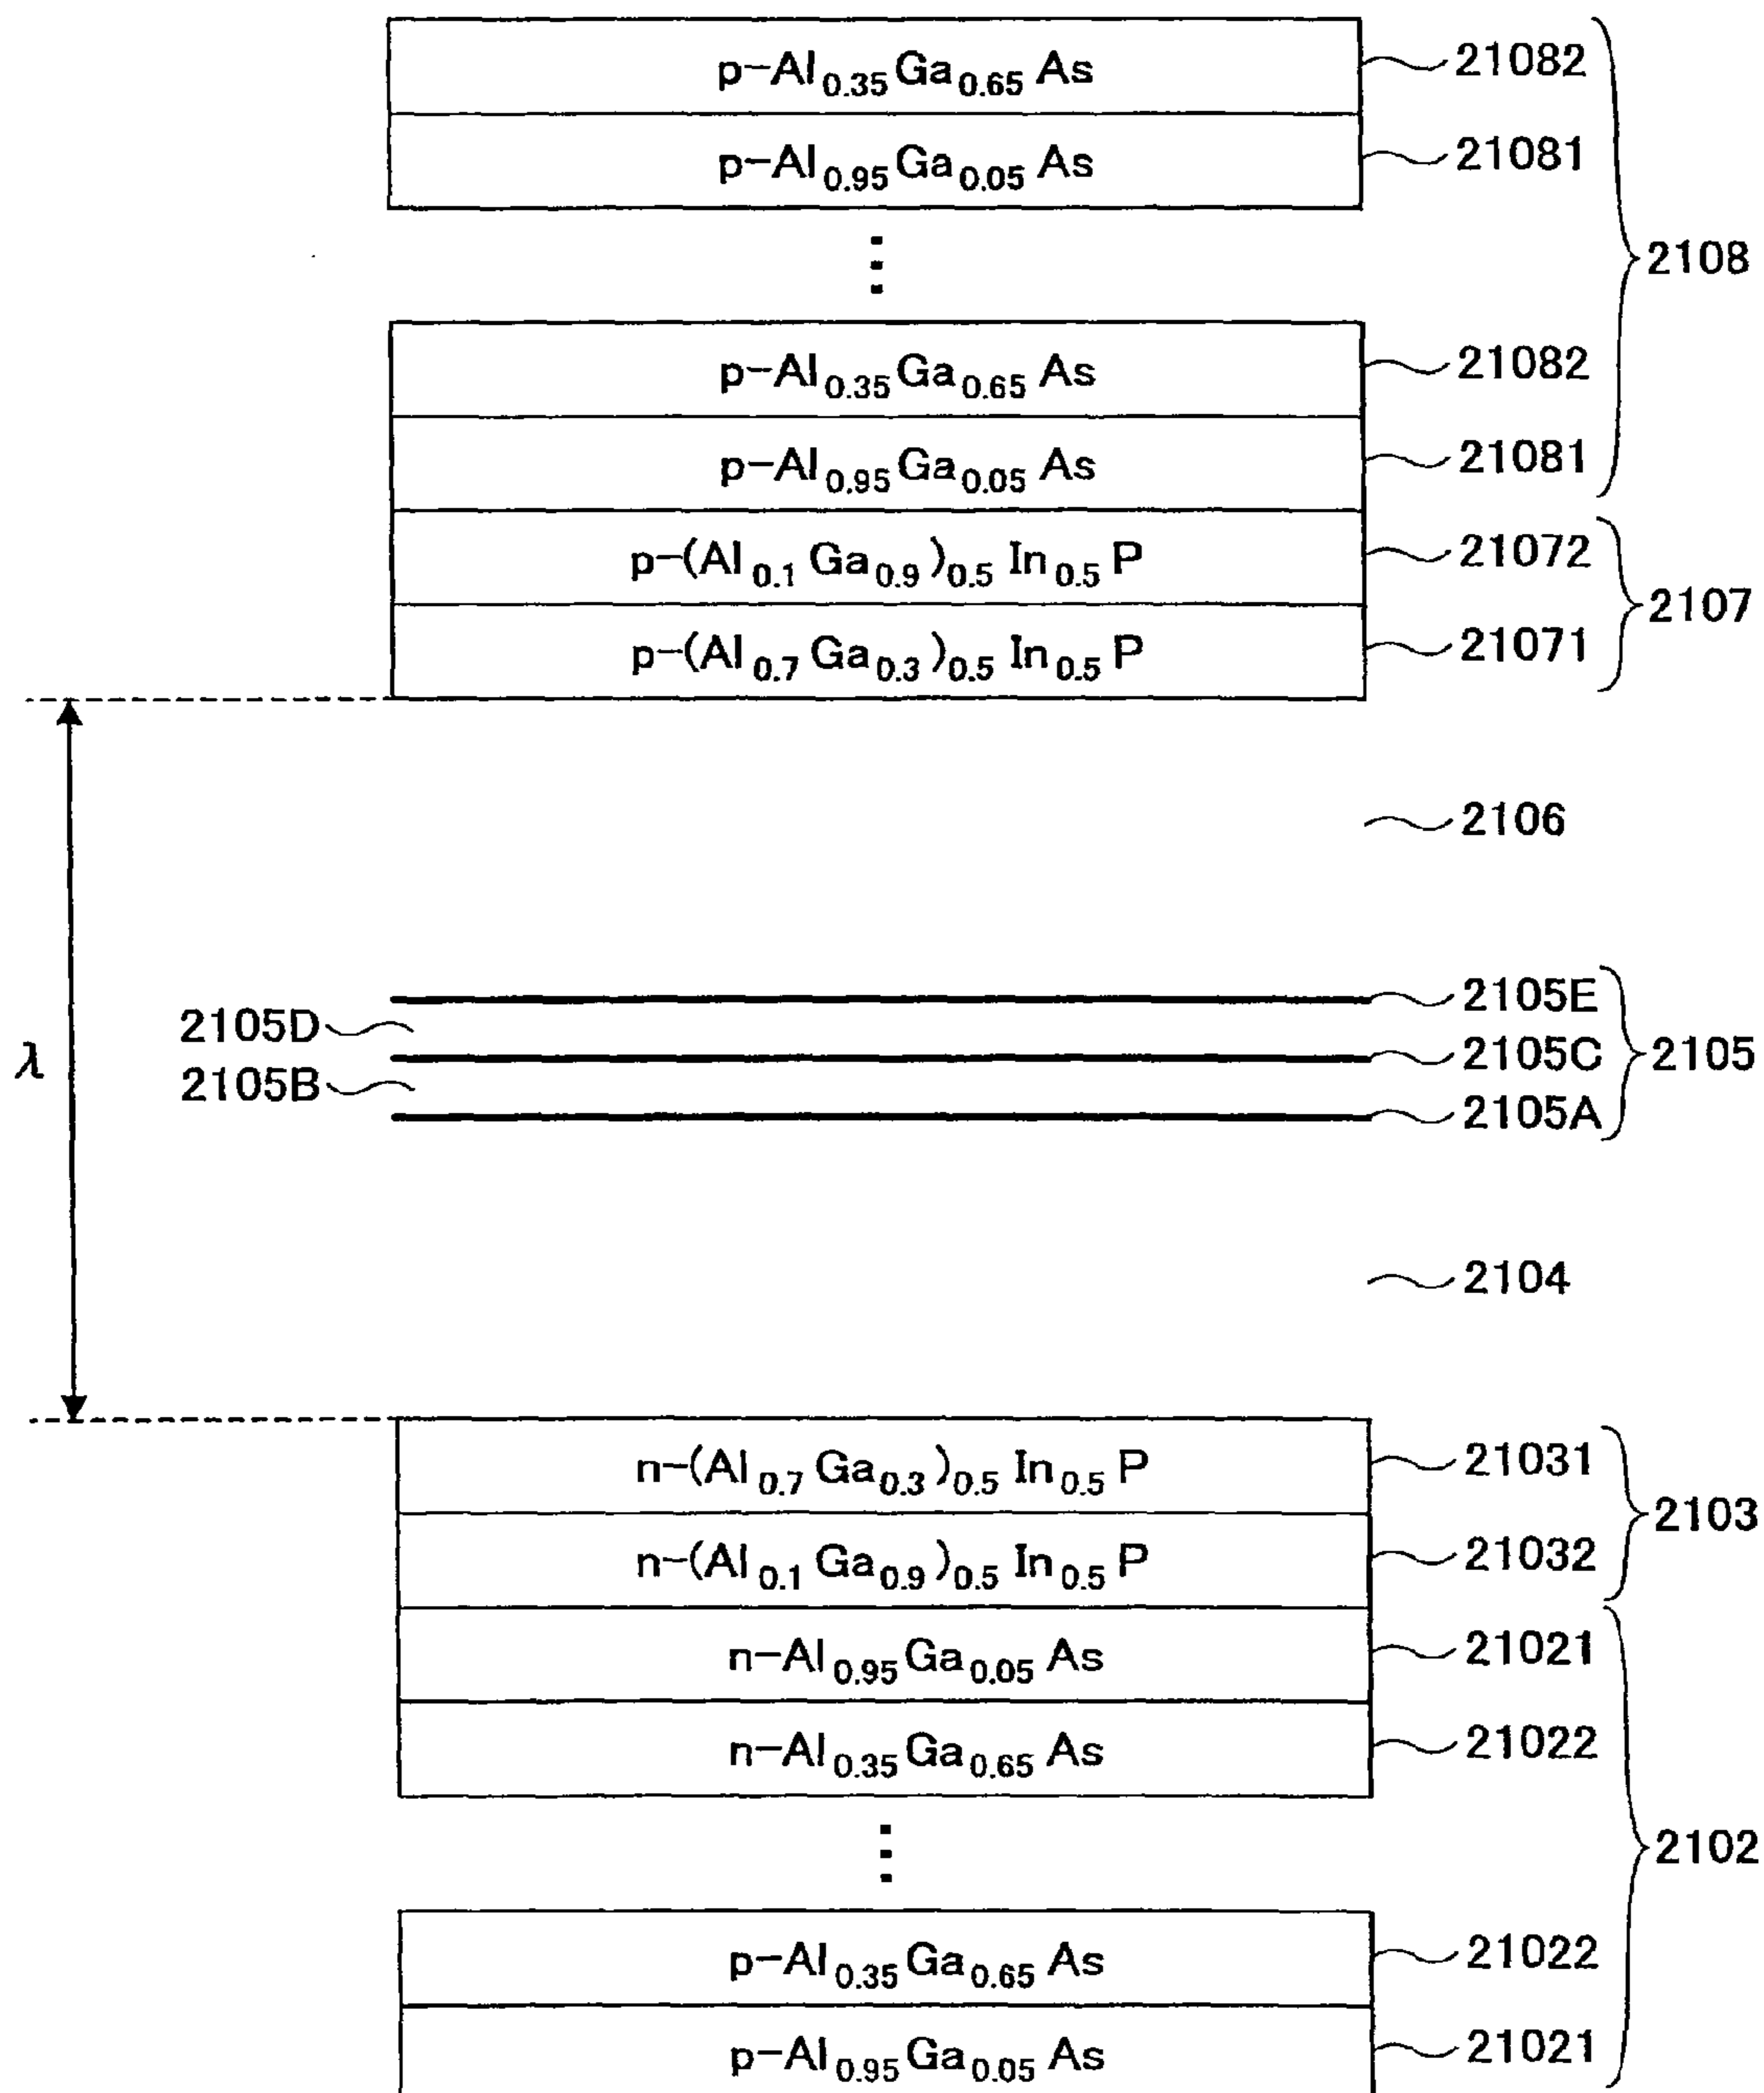 p-Al0.35Ga0.65As 21082
p-Al0.95Ga0.05As 21081
2108
p-Al0.35Ga0.65As 21082
p-Al0.95Ga0.05As 21081
p-(Al0.1Ga0.9)0.5In0.5P 21072
2107
p-(Al0.7Ga0.3)0.5In0.5P 21071
2106
2105E
2105D
λ 2105C 2105
2105B
2105A
2104
n-(Al0.7Ga0.3)0.5In0.5P 21031
2103
n-(Al0.1Ga0.9)0.5In0.5P 21032
n-Al0.95Ga0.05As 21021
n-Al0.35Ga0.65As 21022
2102
p-Al0.35Ga0.65As 21022
p-Al0.95Ga0.05As 21021